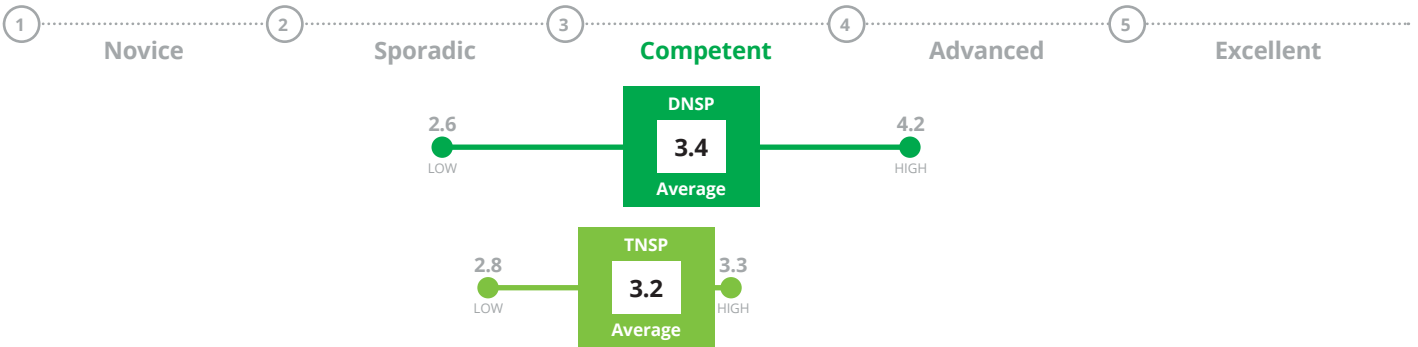 1 2 3 4 5
Novice Sporadic Competent Advanced Excellent
DNSP
2.6 4.2
3.4
LOW HIGH
Average
TNSP
2.8 3.3
3.2
LOW HIGH
Average